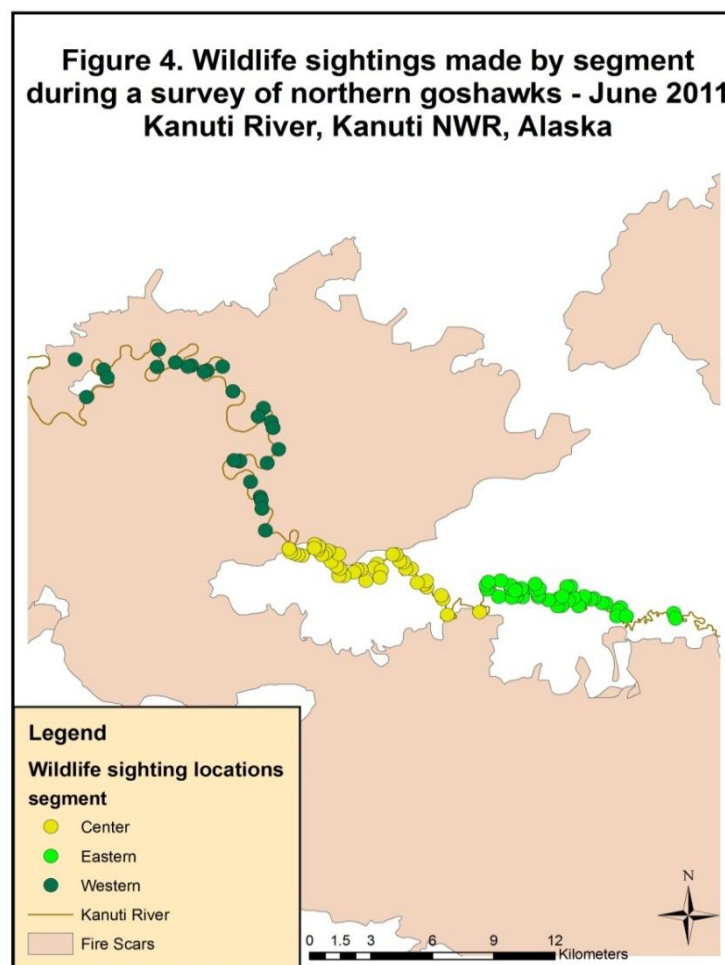 Figure 4. Wildlife sightings made by segment
during a survey of northern goshawks - June 2011
Kanuti River, Kanuti NWR, Alaska
Legend
Wildlife sighting locations
segment
Center
Eastern
Western
Kanuti River
Fire Scars
N
0 1.5 3 6 9 12
Kilometers